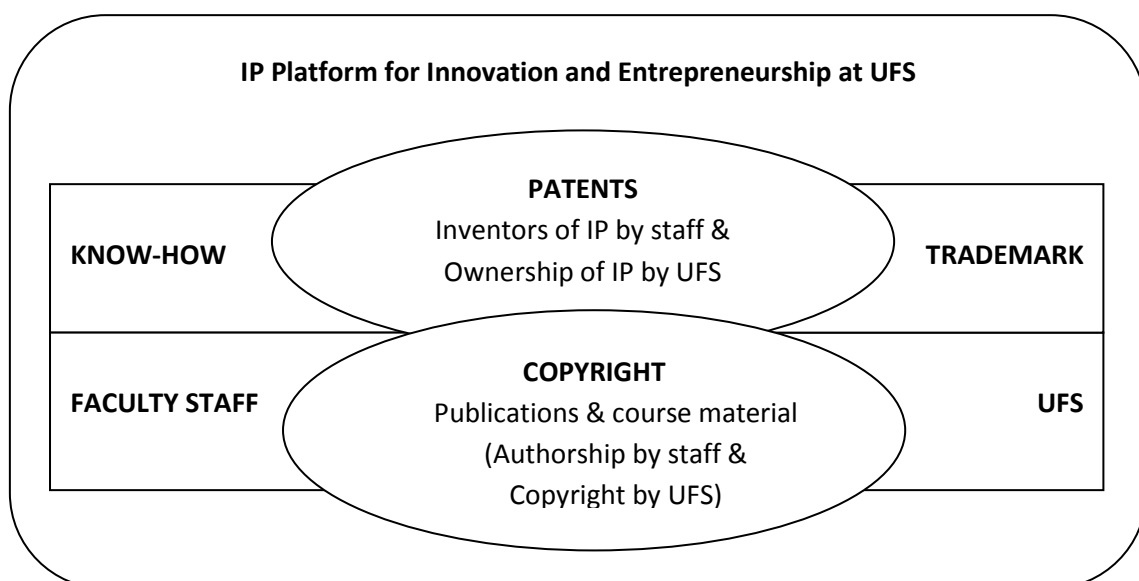 IP Platform for Innovation and Entrepreneurship at UFS
PATENTS
Inventors of IP by staff &
Ownership of IP by UFS
KNOW-HOW
TRADEMARK
COPYRIGHT
Publications & course material
(Authorship by staff &
Copyright by UFS)
FACULTY STAFF
UFS